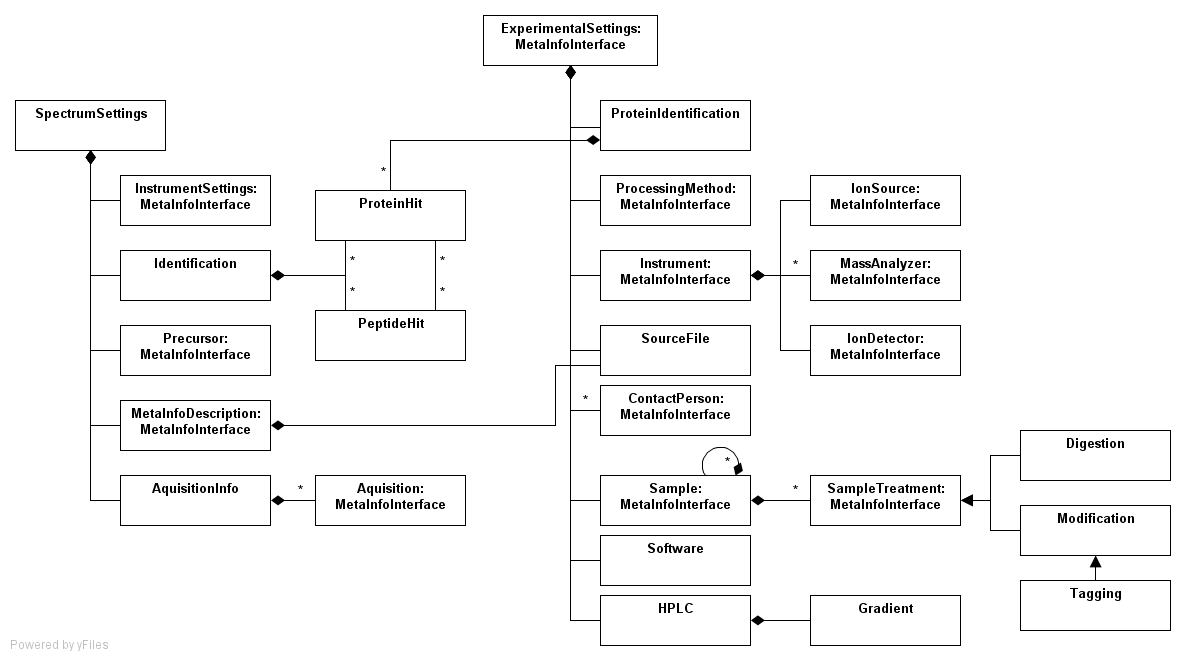 ExperimentalSettings:
MetaInfoInterface
SpectrumSettings
ProteinIdentification
*
InstrumentSettings:
MetaInfoInterface
ProteinHit
ProcessingMethod:
MetaInfoInterface
IonSource:
MetaInfoInterface
Identification
* *
* *
Instrument:
MetaInfoInterface
*
MassAnalyzer:
MetaInfoInterface
Precursor:
MetaInfoInterface
PeptideHit
SourceFile
IonDetector:
MetaInfoInterface
MetaInfoDescription:
MetaInfoInterface
*
ContactPerson:
MetaInfoInterface
Digestion
AquisitionInfo
*
Aquisition:
MetaInfoInterface
*
Sample:
MetaInfoInterface
*
SampleTreatment:
MetaInfoInterface
Modification
Software
Tagging
HPLC
Gradient
Powered by yFiles